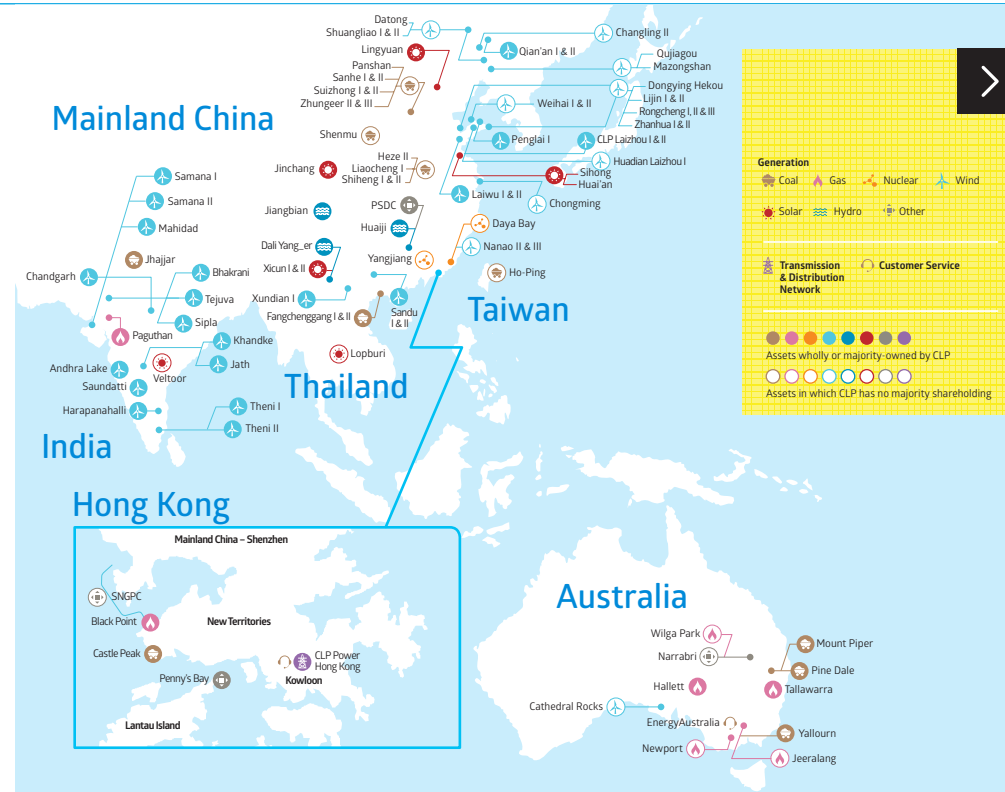 Mainland China
Datong
Shuangliao I & II
Lingyuan
Panshan
Sanhe I & II
Suizhong I & II
Zhungeer II & III
Shenmu
Heze II
Liaocheng I
Shiheng I & II
Jinchang
Jiangbian
PSDC
Huaiji
Dali Yang_er
Xicun I & II
Yangjiang
Xundian I
Fangchenggang I & II
Sandu
I & II
Changling II
Qian'an I & II
Qujiagou
Mazongshan
Dongying Hekou
Lijin I & II
Rongcheng I, II & III
Zhanhua I & II
Weihai I & II
Penglai I
CLP Laizhou I & II
Huadian Laizhou I
Sihong
Huai'an
Laiwu I & II
Chongming
Daya Bay
Nanao II & III
Ho-Ping
Taiwan
Samana I
Samana II
Mahidad
Jhajjar
Chandgarh
Bhakrani
Tejuva
Sipla
Paguthan
Khandke
Jath
Andhra Lake
Veltoor
Saundatti
Harapanahalli
Theni I
Theni II
India
Lopburi
Thailand
Hong Kong
Mainland China – Shenzhen
SNGPC
Black Point
New Territories
Castle Peak
CLP Power
Hong Kong
Kowloon
Penny's Bay
Lantau Island
Australia
Wilga Park
Narrabri
Mount Piper
Pine Dale
Hallett
Tallawarra
Cathedral Rocks
EnergyAustralia
Yallourn
Newport
Jeeralang
Generation
Coal Gas Nuclear Wind
Solar Hydro Other
Transmission
& Distribution
Network
Customer Service
Assets wholly or majority-owned by CLP
Assets in which CLP has no majority shareholding